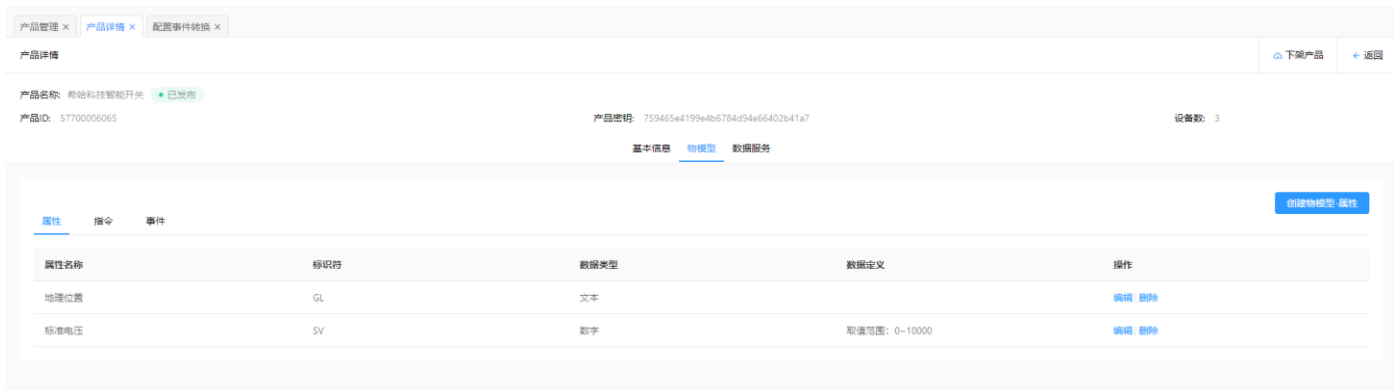 产品管理 × 产品详情 × 配置事件转换 ×
产品详情 下架产品 ← 返回
产品名称: 希哈科技智能开关 • 已发布
产品ID: 57700006065 产品密钥: 759465e4199e4b6784d94e66402b41a7 设备数: 3
基本信息 物模型 数据服务
创建物模型-属性
属性 指令 事件
属性名称 标识符 数据类型 数据定义 操作
地理位置 GL 文本 编辑 删除
标准电压 SV 数字 取值范围: 0~10000 编辑 删除